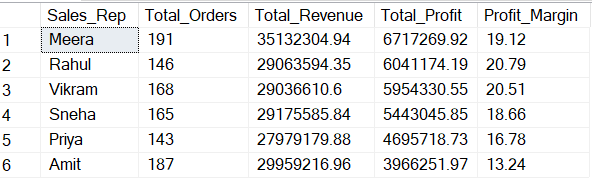 Sales_Rep Total_Orders Total_Revenue Total_Profit Profit_Margin
1 Meera 191 35132304.94 6717269.92 19.12
2 Rahul 146 29063594.35 6041174.19 20.79
3 Vikram 168 29036610.6 5954330.55 20.51
4 Sneha 165 29175585.84 5443045.85 18.66
5 Priya 143 27979179.88 4695718.73 16.78
6 Amit 187 29959216.96 3966251.97 13.24